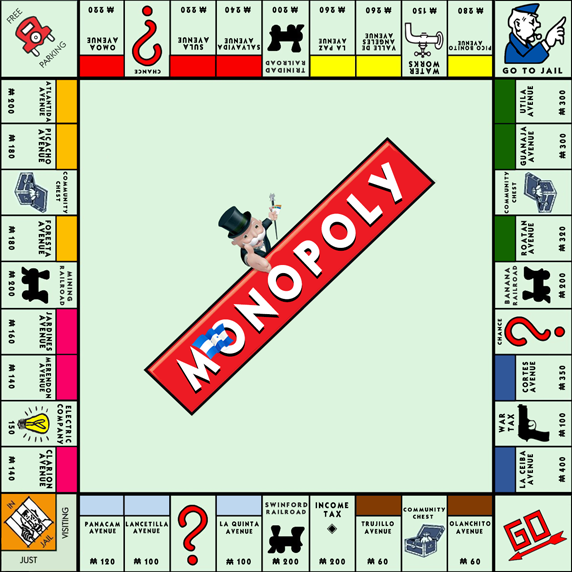 FREE
PARKING
OMOA
AVENUE
M 220
CHANCE
SULA
AVENUE
M 220
SALAVIDA
AVENUE
M 240
TRINIDAD
RAILROAD
M 200
LA PAZ
AVENUE
M 260
VALLE DE
ANGELES
AVENUE
M 260
WATER
WORKS
M 150
PICO BONITO
AVENUE
M 280
GO TO JAIL
ATLANTIDA
AVENUE
M 200
PICACHO
AVENUE
M 180
COMMUNITY
CHEST
FORESTA
AVENUE
M 180
MINING
RAILROAD
M 200
JARDINES
AVENUE
M 160
MERENDON
AVENUE
M 140
ELECTRIC
COMPANY
150
CLARION
AVENUE
M 140
MONOPOLY
UTILA
AVENUE
M 300
GUANAJA
AVENUE
M 300
COMMUNITY
CHEST
ROATAN
AVENUE
M 320
BANANA
RAILROAD
M 200
CHANCE
CORTES
AVENUE
M 350
WAR
TAX
M 100
LA CEIBA
AVENUE
M 400
IN
JAIL
JUST
VISITING
PANACAM
AVENUE
M 120
LANCETILLA
AVENUE
M 100
LA QUINTA
AVENUE
M 100
SWINFORD
RAILROAD
M 200
INCOME
TAX
M 200
TRUJILLO
AVENUE
M 60
COMMUNITY
CHEST
OLANCHITO
AVENUE
M 60
GO